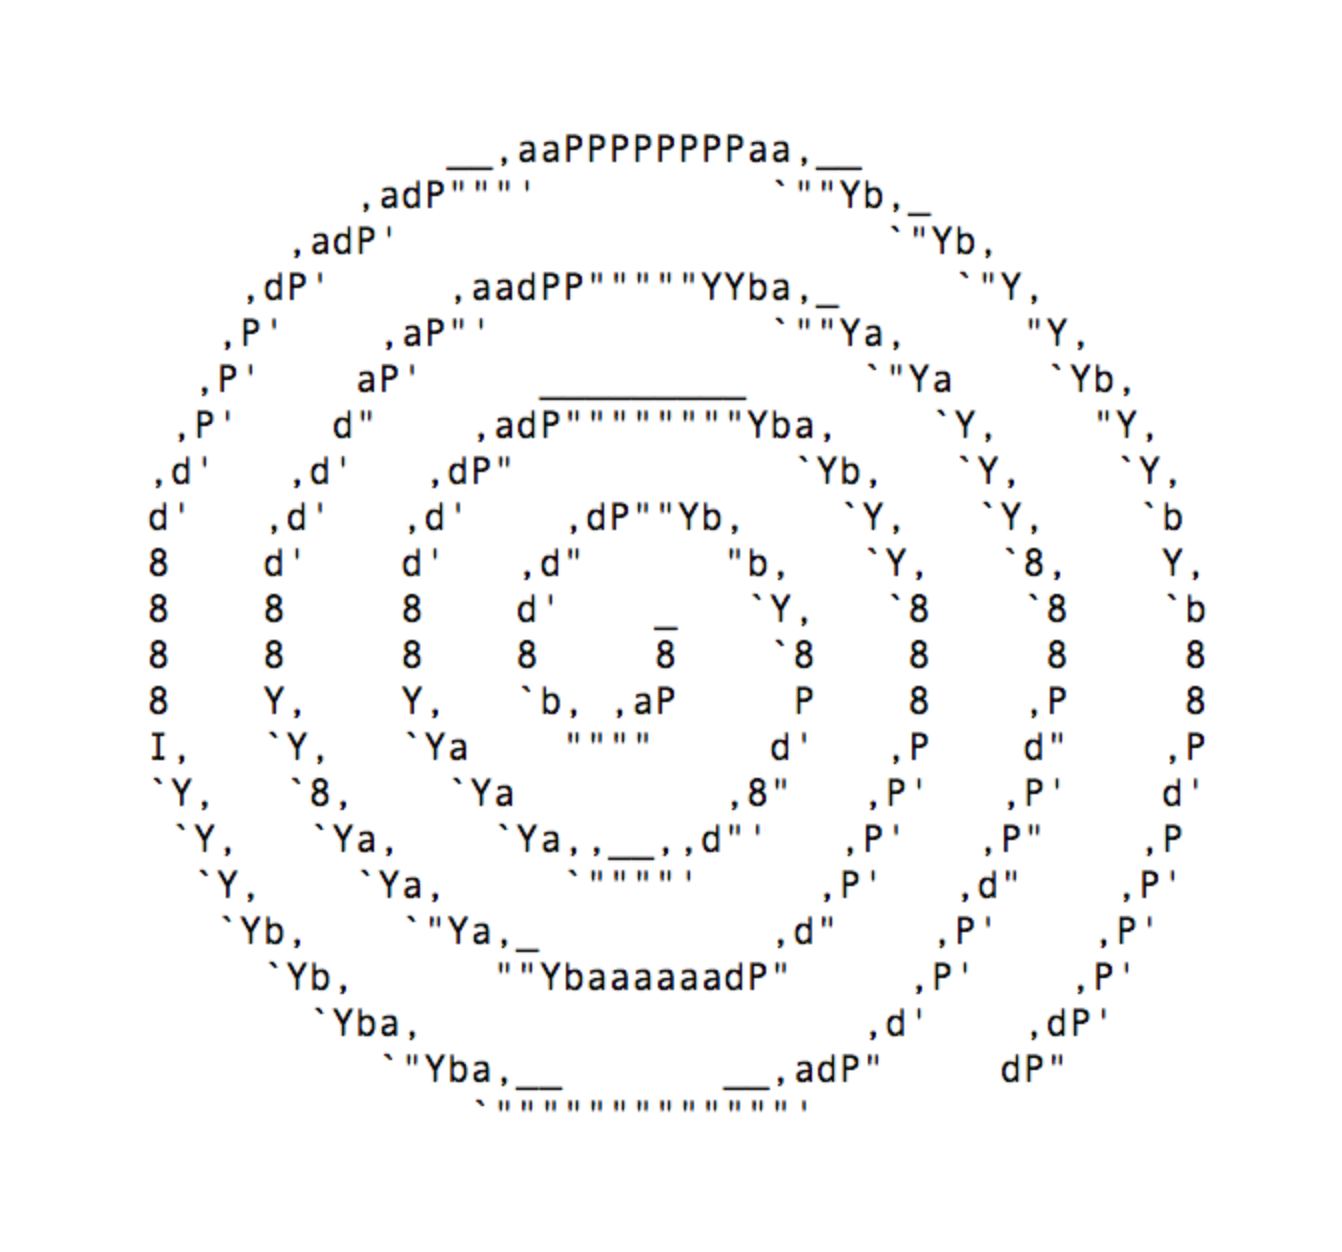 __,aaPPPPPPPPaa,__
         ,adP"""'          `""Yb,_
      ,adP'                     `"Yb,
    ,dP'     ,aadPP"""""YYba,_     `"Y,
   ,P'    ,aP"'            `""Ya,     "Y,
  ,P'    aP'     _________     `"Ya    `Yb,
 ,P'    d"    ,adP""""""""Yba,    `Y,    "Y,
,d'   ,d'   ,dP"            `Yb,   `Y,    `Y,
d'   ,d'   ,d'    ,dP""Yb,    `Y,   `Y,    `b
8    d'    d'   ,d"      "b,   `Y,   `8,    Y,
8    8     8    d'    _   `Y,   `8    `8    `b
8    8     8    8     8    `8    8     8     8
8    Y,    Y,   `b, ,aP     P    8    ,P     8
I,   `Y,   `Ya    """"     d'   ,P    d"    ,P
`Y,   `8,    `Ya         ,8"   ,P'   ,P'    d'
 `Y,   `Ya,    `Ya,,__,,d"'   ,P'   ,P"    ,P
  `Y,    `Ya,     `""""'     ,P'   ,d"    ,P'
   `Yb,    `"Ya,_          ,d"    ,P'    ,P'
     `Yb,      ""YbaaaaaadP"     ,P'    ,P'
       `Yba,                   ,d'    ,dP'
          `"Yba,__       __,adP"     dP"
              `"""""""""""""'